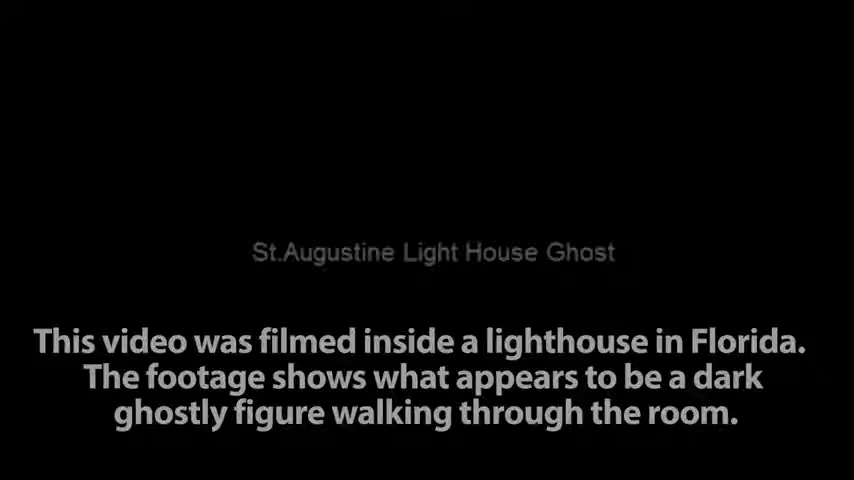 St.Augustine Light House Ghost
This video was filmed inside a lighthouse in Florida.
The footage shows what appears to be a dark
ghostly figure walking through the room.